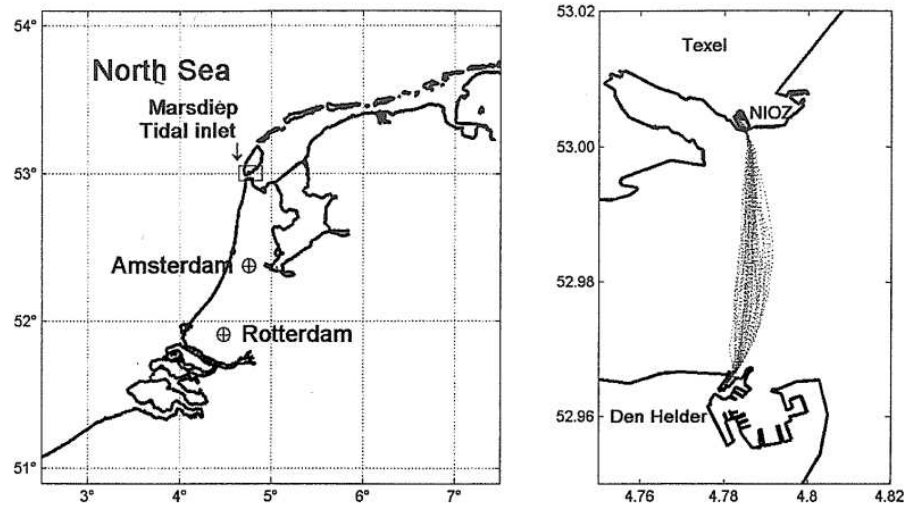 North Sea
Marsdiep
Tidal inlet
Amsterdam
Rotterdam
54°
53°
52°
51°
3°
4°
5°
6°
7°
Texel
NIOZ
Den Helder
53.02
53.00
52.98
52.96
4.76
4.78
4.8
4.82